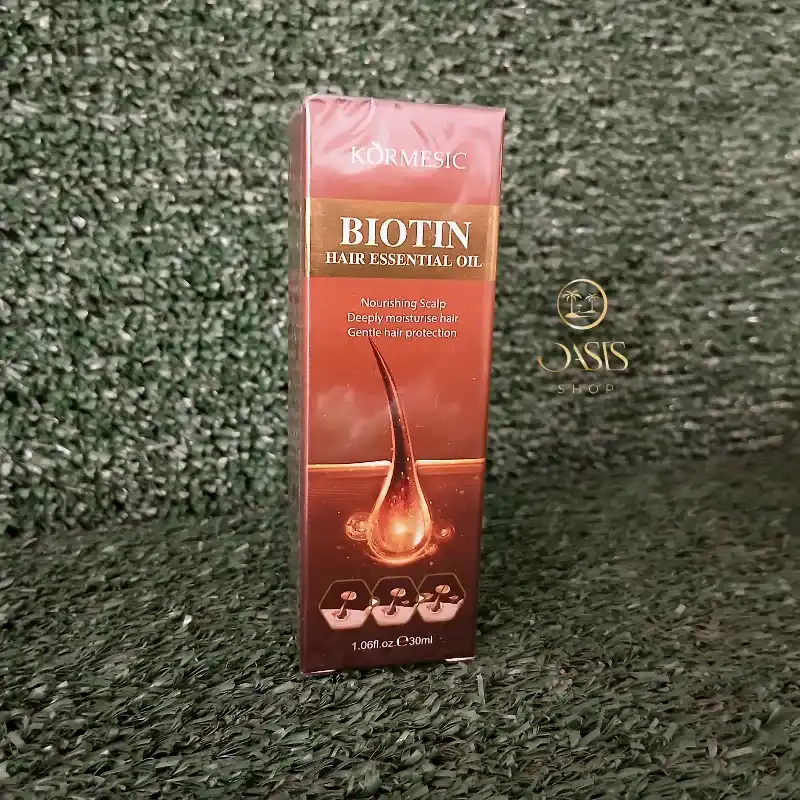 KORMESIC
BIOTIN
HAIR ESSENTIAL OIL
Nourishing Scalp
Deeply moisturise hair
Gentle hair protection
1.06fl.oz.℮30ml
OASIS
SHOP